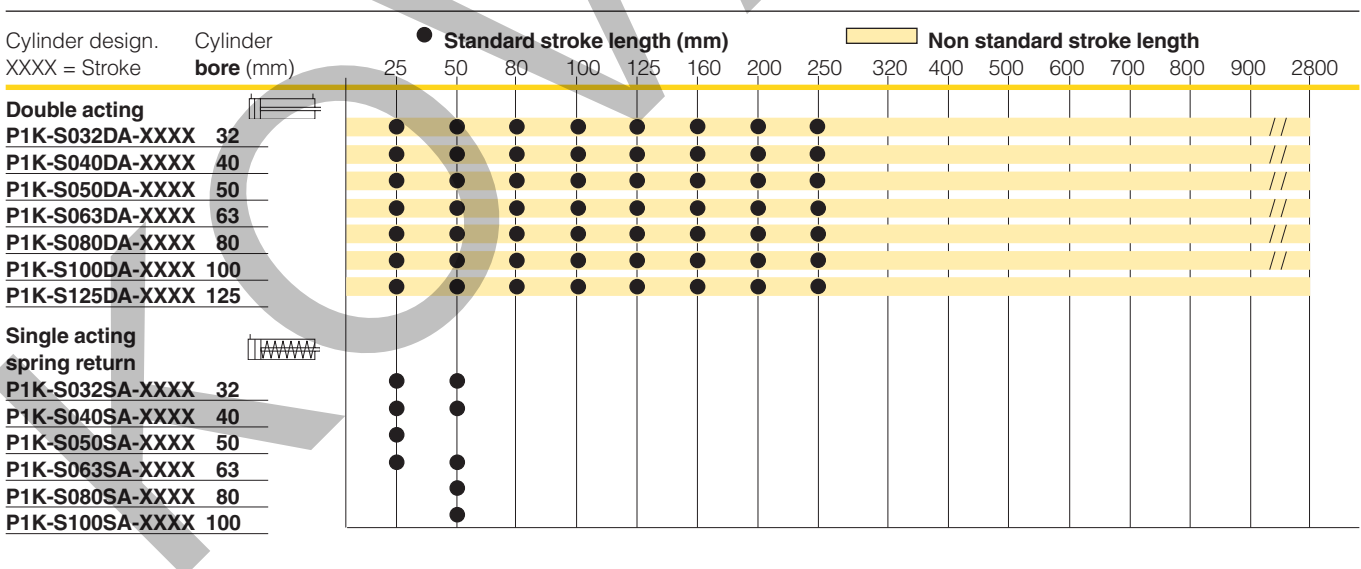 Cylinder design. Cylinder ● Standard stroke length (mm) Non standard stroke length
XXXX = Stroke bore (mm) 25 50 80 100 125 160 200 250 320 400 500 600 700 800 900 2800
Double acting
P1K-S032DA-XXXX 32
P1K-S040DA-XXXX 40
P1K-S050DA-XXXX 50
P1K-S063DA-XXXX 63
P1K-S080DA-XXXX 80
P1K-S100DA-XXXX 100
P1K-S125DA-XXXX 125
Single acting
spring return
P1K-S032SA-XXXX 32
P1K-S040SA-XXXX 40
P1K-S050SA-XXXX 50
P1K-S063SA-XXXX 63
P1K-S080SA-XXXX 80
P1K-S100SA-XXXX 100